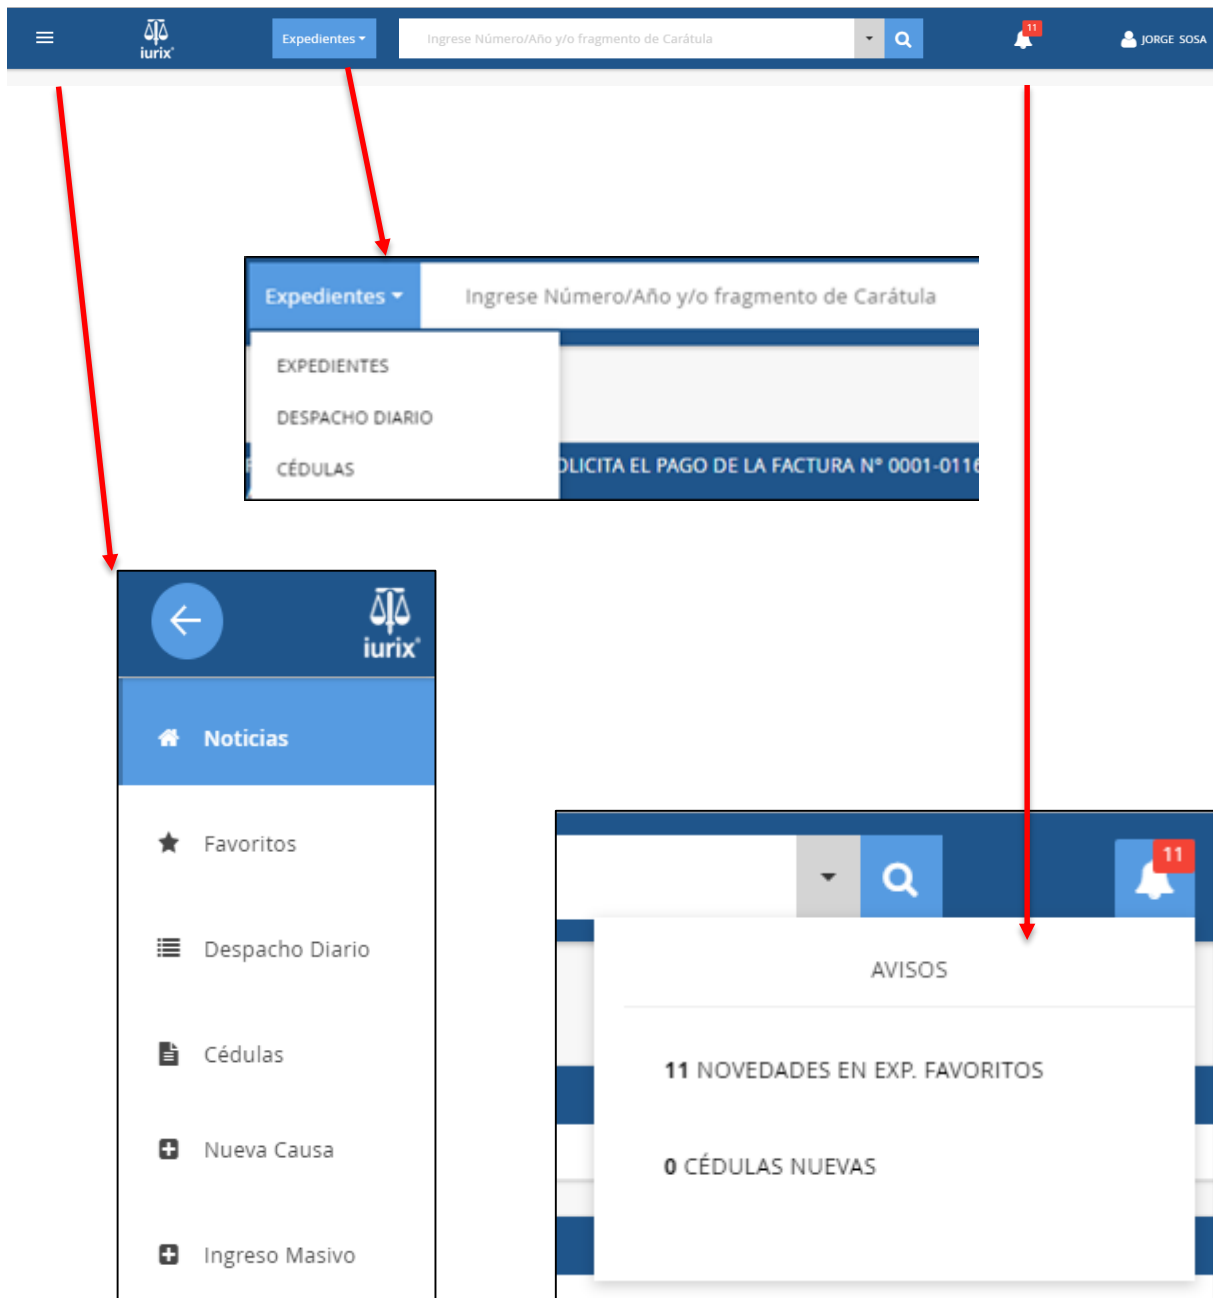 iurix
Expedientes
Ingrese Número/Año y/o fragmento de Carátula
11
JORGE SOSA
Expedientes
Ingrese Número/Año y/o fragmento de Carátula
EXPEDIENTES
DESPACHO DIARIO
CÉDULAS
OLICITA EL PAGO DE LA FACTURA N° 0001-0116
iurix
Noticias
Favoritos
Despacho Diario
Cédulas
Nueva Causa
Ingreso Masivo
11
AVISOS
11 NOVEDADES EN EXP. FAVORITOS
0 CÉDULAS NUEVAS